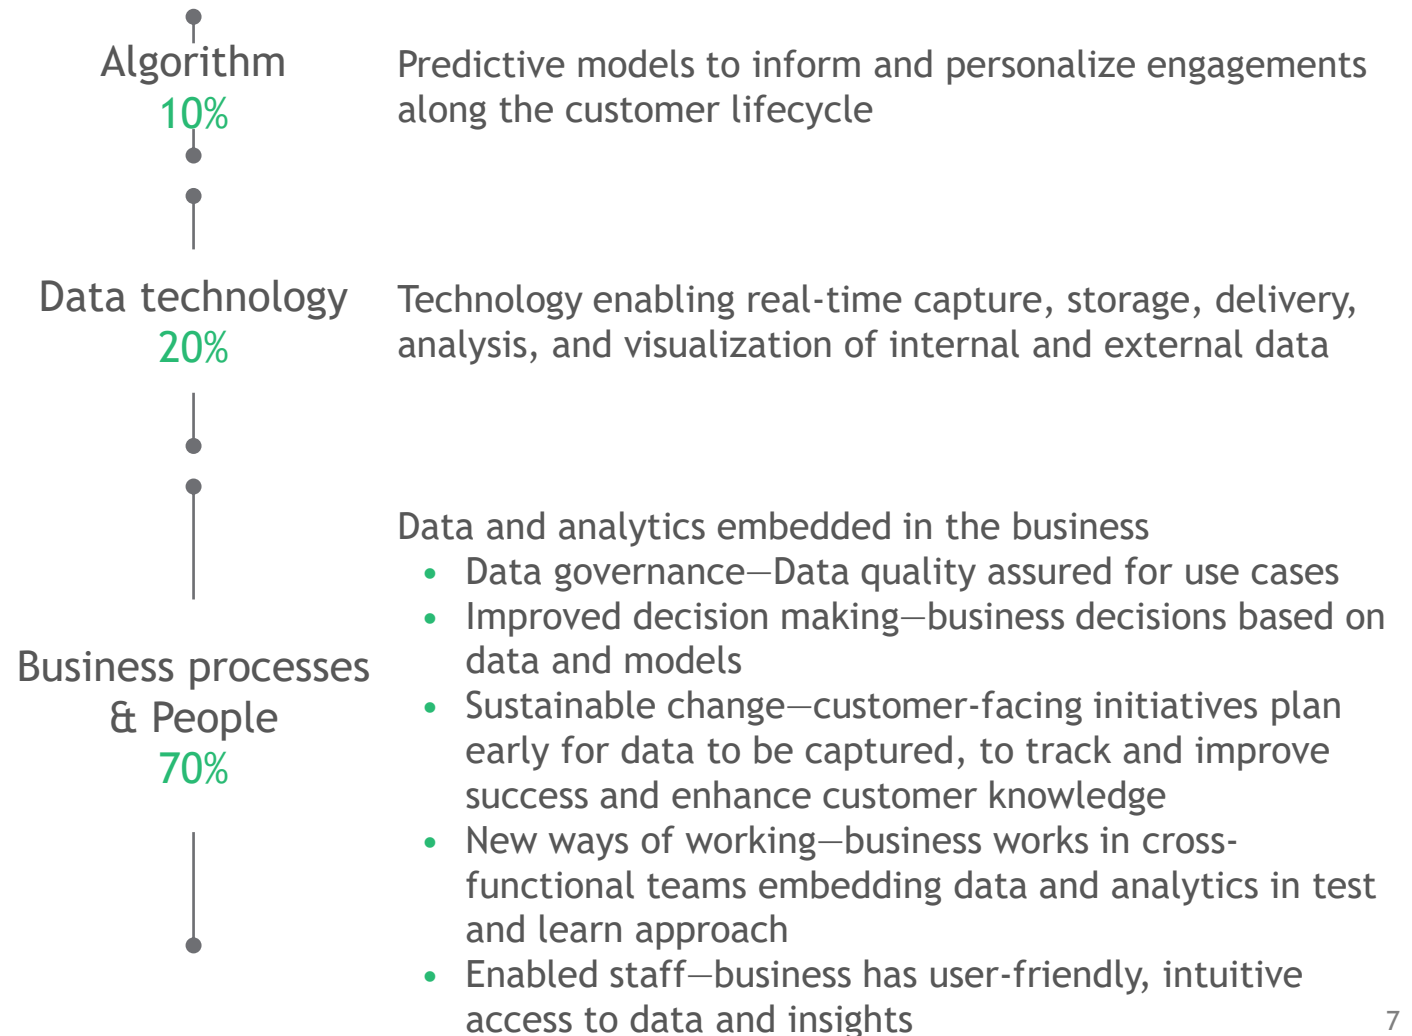 Algorithm
10%
Predictive models to inform and personalize engagements
along the customer lifecycle
Data technology
20%
Technology enabling real-time capture, storage, delivery,
analysis, and visualization of internal and external data
Business processes
& People
70%
Data and analytics embedded in the business
• Data governance—Data quality assured for use cases
• Improved decision making—business decisions based on
data and models
• Sustainable change—customer-facing initiatives plan
early for data to be captured, to track and improve
success and enhance customer knowledge
• New ways of working—business works in cross-
functional teams embedding data and analytics in test
and learn approach
• Enabled staff—business has user-friendly, intuitive
access to data and insights
7